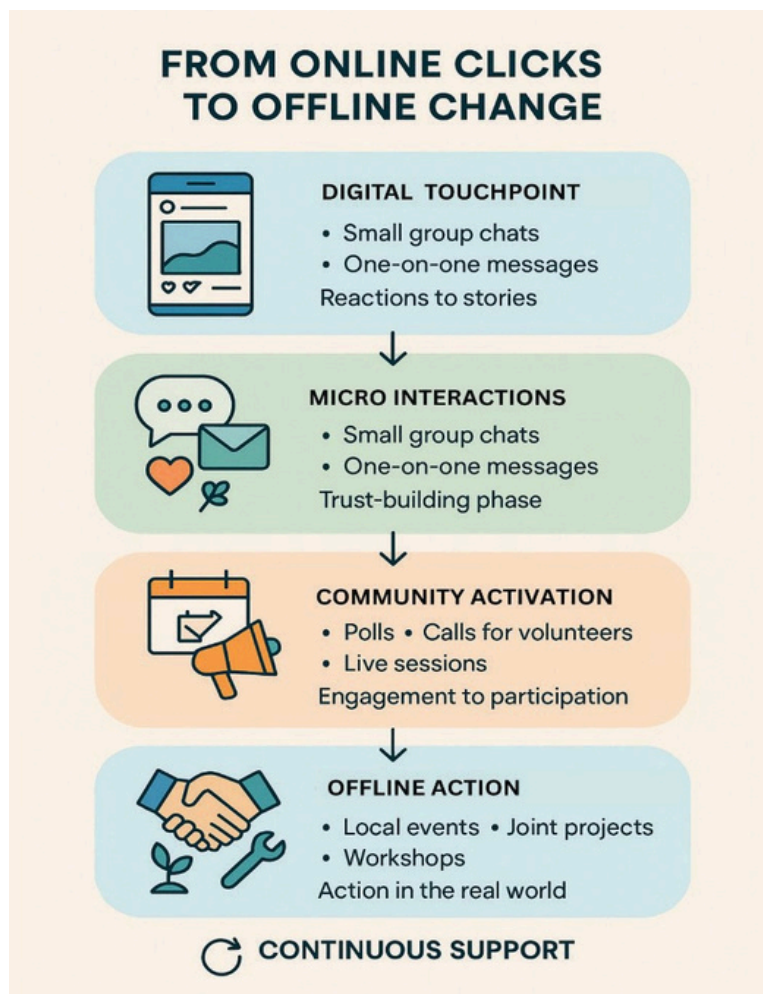 FROM ONLINE CLICKS
TO OFFLINE CHANGE
DIGITAL TOUCHPOINT
• Small group chats
• One-on-one messages
Reactions to stories
MICRO INTERACTIONS
• Small group chats
• One-on-one messages
Trust-building phase
COMMUNITY ACTIVATION
• Polls • Calls for volunteers
• Live sessions
Engagement to participation
OFFLINE ACTION
• Local events • Joint projects
• Workshops
Action in the real world
CONTINUOUS SUPPORT